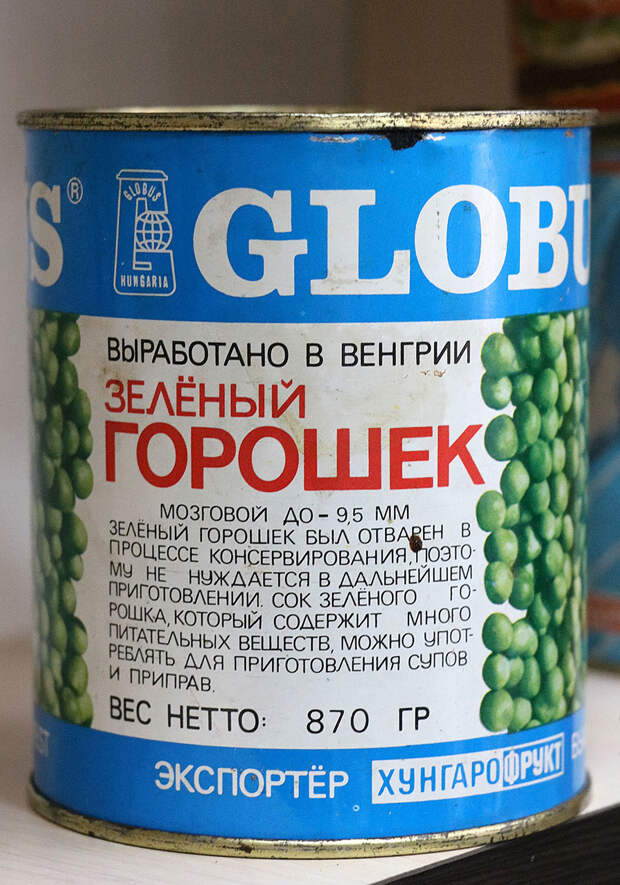 S® GLOBU
GLOBUS
HUNGARIA
ВЫРАБОТАНО В ВЕНГРИИ
ЗЕЛЁНЫЙ
ГОРОШЕК
МОЗГОВОЙ ДО – 9,5 ММ
ЗЕЛЁНЫЙ ГОРОШЕК БЫЛ ОТВАРЕН В
ПРОЦЕССЕ КОНСЕРВИРОВАНИЯ, ПОЭТО-
МУ НЕ НУЖДАЕТСЯ В ДАЛЬНЕЙШЕМ
ПРИГОТОВЛЕНИИ. СОК ЗЕЛЁНОГО ГО-
РОШКА, КОТОРЫЙ СОДЕРЖИТ МНОГО
ПИТАТЕЛЬНЫХ ВЕЩЕСТВ, МОЖНО УПОТ-
РЕБЛЯТЬ ДЛЯ ПРИГОТОВЛЕНИЯ СУПОВ
И ПРИПРАВ.
ВЕС НЕТТО: 870 ГР
ЭКСПОРТЁР ХУНГАРОФРУКТ